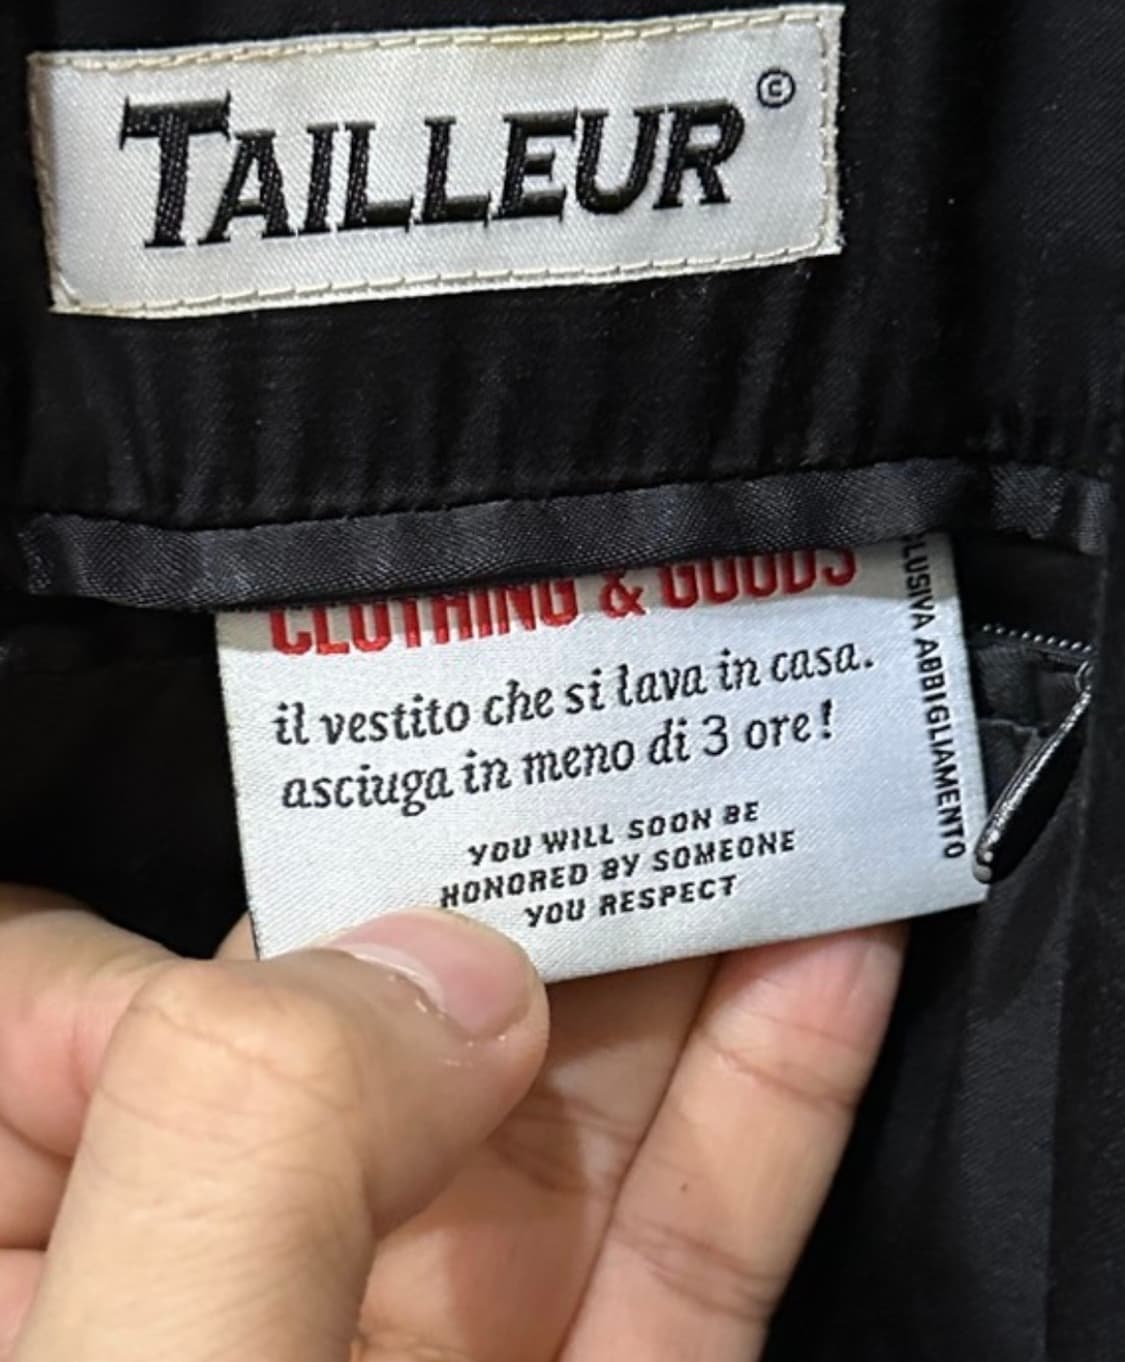 TAILLEUR©
CLOTHING & GOODS
il vestito che si lava in casa.
asciuga in meno di 3 ore!
YOU WILL SOON BE
HONORED BY SOMEONE
YOU RESPECT
LUSIVA ABBIGLIAMENTO